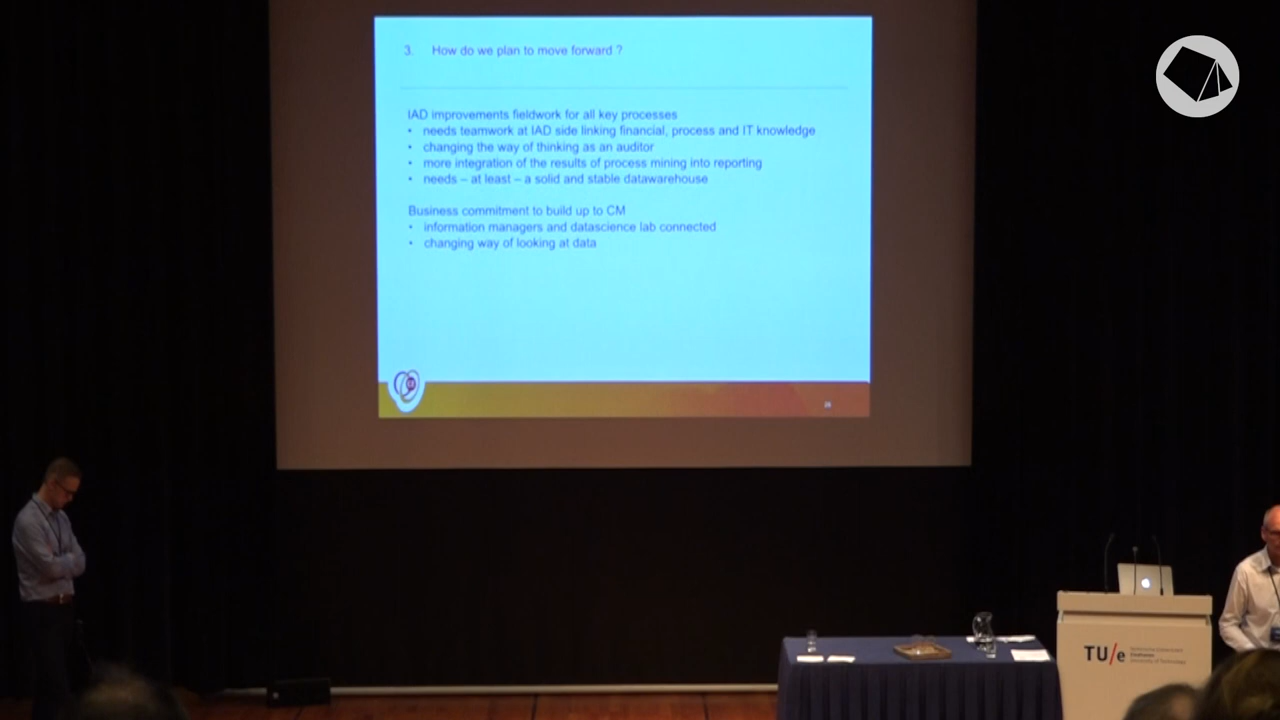 3. How do we plan to move forward ?
IAD improvements fieldwork for all key processes
• needs teamwork at IAD side linking financial, process and IT knowledge
• changing the way of thinking as an auditor
• more integration of the results of process mining into reporting
• needs – at least – a solid and stable datawarehouse
Business commitment to build up to CM
• information managers and datascience lab connected
• changing way of looking at data
TU/e
University of Technology